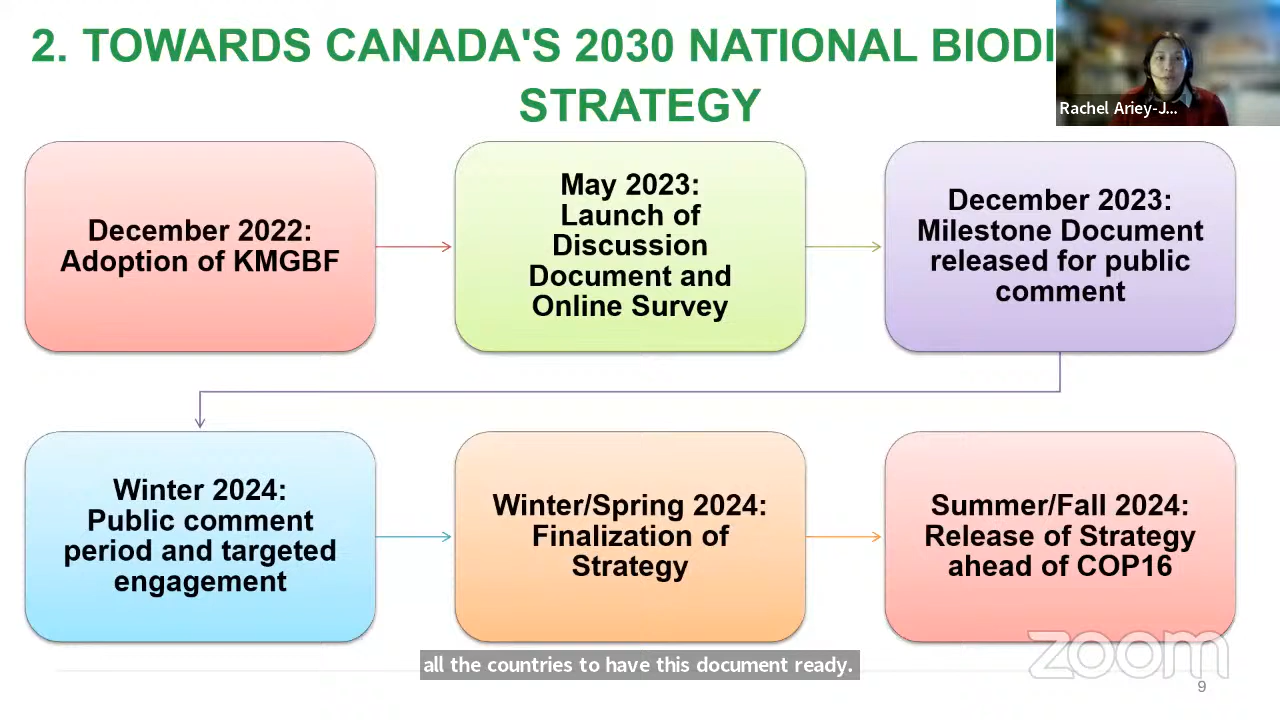 2. TOWARDS CANADA'S 2030 NATIONAL BIODI
STRATEGY
Rachel Ariey-J...
December 2022:
Adoption of KMGBF
May 2023:
Launch of
Discussion
Document and
Online Survey
December 2023:
Milestone Document
released for public
comment
Winter 2024:
Public comment
period and targeted
engagement
Winter/Spring 2024:
Finalization of
Strategy
Summer/Fall 2024:
Release of Strategy
ahead of COP16
all the countries to have this document ready.
zoom
9